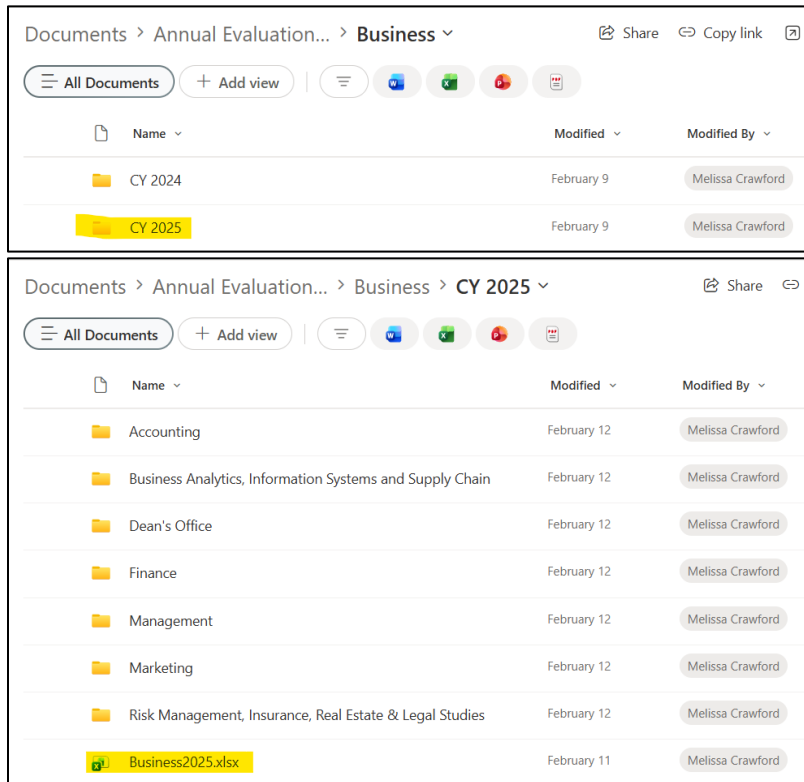 Documents > Annual Evaluation... > Business
Share Copy link
All Documents + Add view
Name Modified Modified By
CY 2024 February 9 Melissa Crawford
CY 2025 February 9 Melissa Crawford
Documents > Annual Evaluation... > Business > CY 2025
Share
All Documents + Add view
Name Modified Modified By
Accounting February 12 Melissa Crawford
Business Analytics, Information Systems and Supply Chain February 12 Melissa Crawford
Dean's Office February 12 Melissa Crawford
Finance February 12 Melissa Crawford
Management February 12 Melissa Crawford
Marketing February 12 Melissa Crawford
Risk Management, Insurance, Real Estate & Legal Studies February 12 Melissa Crawford
Business2025.xlsx February 11 Melissa Crawford